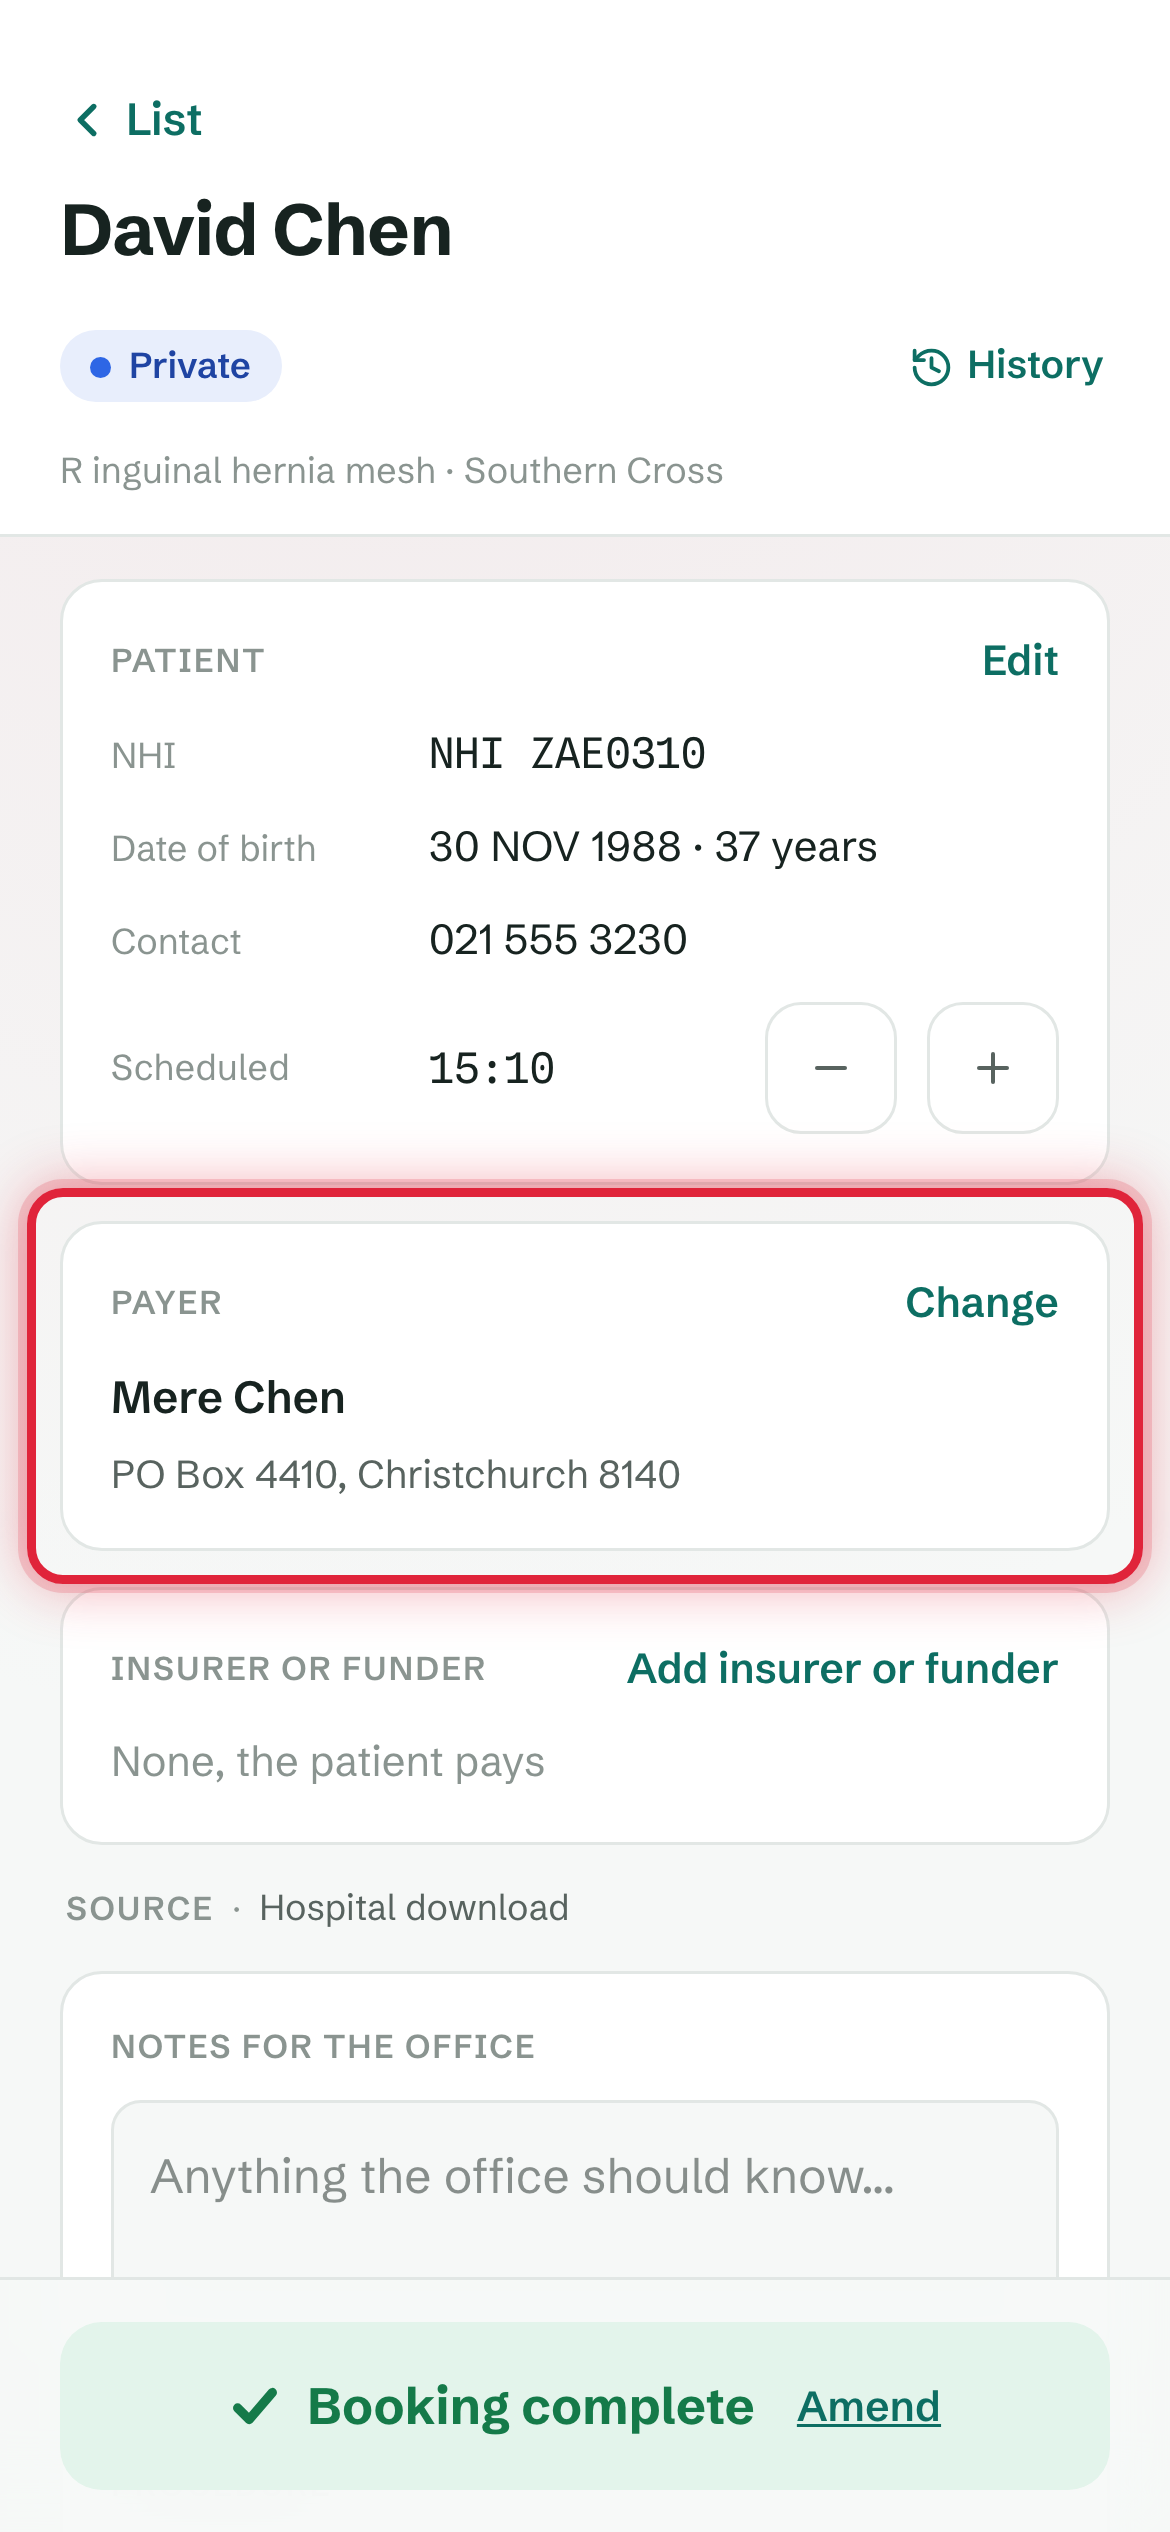 List
David Chen
Private
History
R inguinal hernia mesh · Southern Cross
PATIENT
Edit
NHI
NHI ZAE0310
Date of birth
30 NOV 1988 · 37 years
Contact
021 555 3230
Scheduled
15:10
PAYER
Change
Mere Chen
PO Box 4410, Christchurch 8140
INSURER OR FUNDER
Add insurer or funder
None, the patient pays
SOURCE · Hospital download
NOTES FOR THE OFFICE
Anything the office should know...
Booking complete
Amend